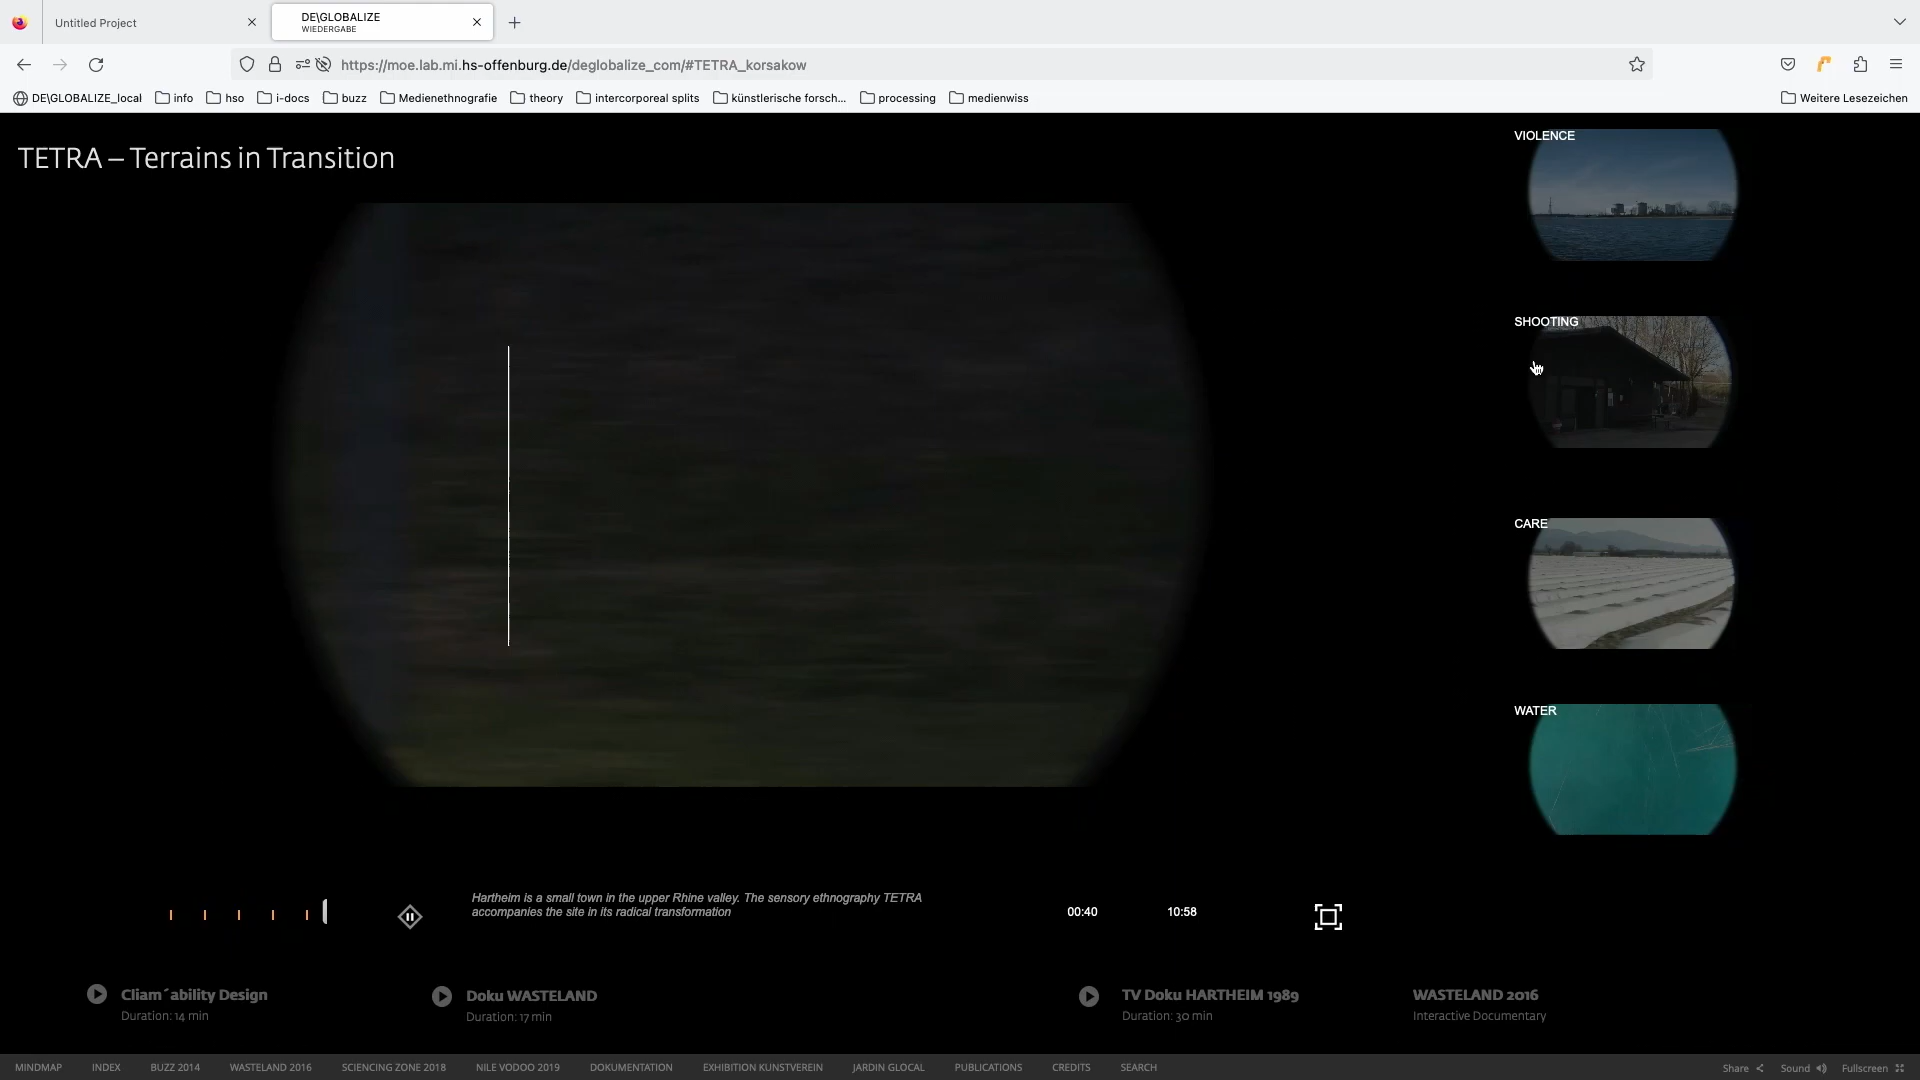 Untitled Project
DE\GLOBALIZE
WIEDERGABE
https://moe.lab.mi.hs-offenburg.de/deglobalize_com/#TETRA_korsakow
DE\GLOBALIZE_local
info
hso
i-docs
buzz
Medienethnografie
theory
intercorporeal splits
künstlerische forsch...
processing
medienwiss
Weitere Lesezeichen
TETRA – Terrains in Transition
VIOLENCE
SHOOTING
CARE
WATER
Hartheim is a small town in the upper Rhine valley. The sensory ethnography TETRA
accompanies the site in its radical transformation
00:40
10:58
Cliam´ability Design
Duration: 14 min
Doku WASTELAND
Duration: 17 min
TV Doku HARTHEIM 1989
Duration: 30 min
WASTELAND 2016
Interactive Documentary
MINDMAP
INDEX
BUZZ 2014
WASTELAND 2016
SCIENCING ZONE 2018
NILE VODOO 2019
DOKUMENTATION
EXHIBITION KUNSTVEREIN
JARDIN GLOCAL
PUBLICATIONS
CREDITS
SEARCH
Share
Sound
Fullscreen